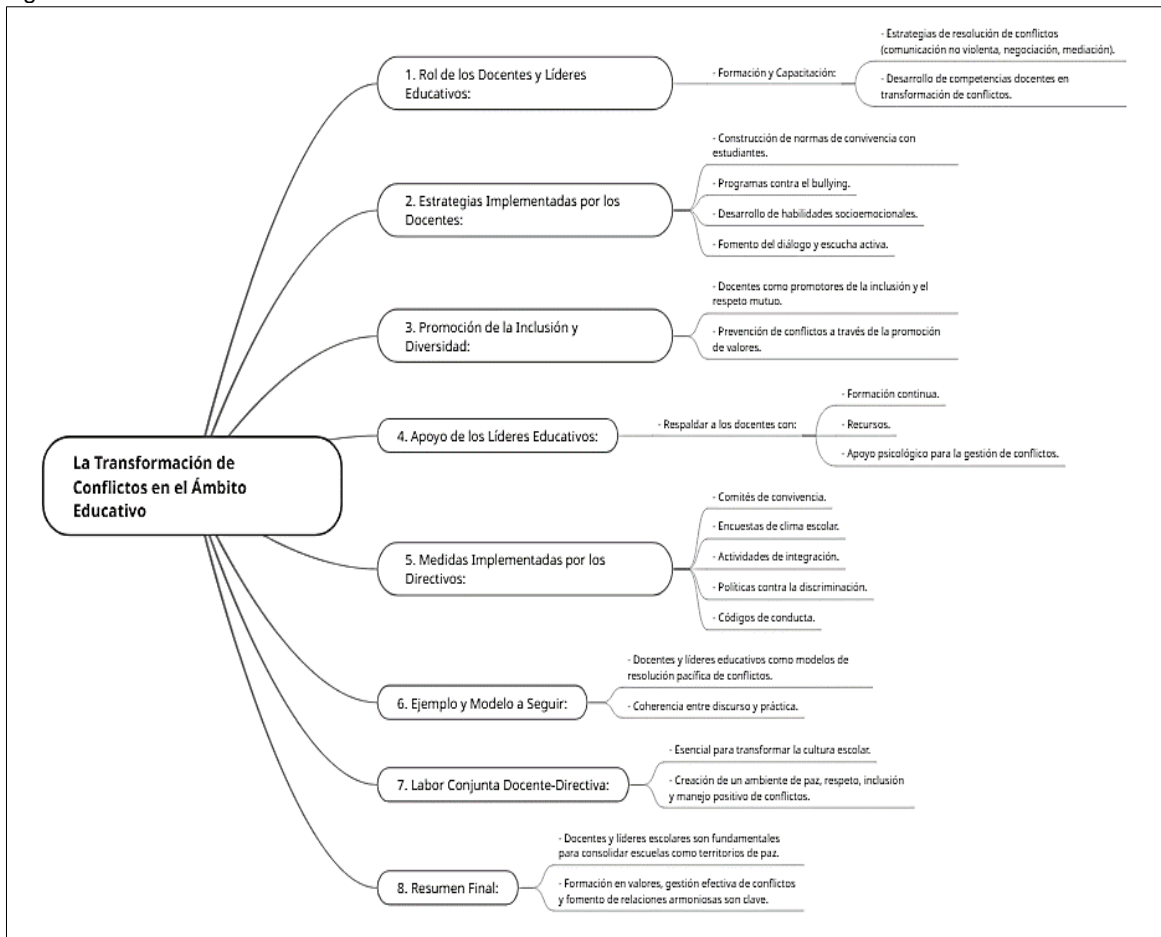 La Transformación de
Conflictos en el Ámbito
Educativo
1. Rol de los Docentes y Líderes
Educativos:
- Formación y Capacitación:
- Estrategias de resolución de conflictos
(comunicación no violenta, negociación, mediación).
- Desarrollo de competencias docentes en
transformación de conflictos.
2. Estrategias Implementadas por los
Docentes:
- Construcción de normas de convivencia con
estudiantes.
- Programas contra el bullying.
- Desarrollo de habilidades socioemocionales.
- Fomento del diálogo y escucha activa.
3. Promoción de la Inclusión y
Diversidad:
- Docentes como promotores de la inclusión y el
respeto mutuo.
- Prevención de conflictos a través de la promoción
de valores.
4. Apoyo de los Líderes Educativos:
- Respaldar a los docentes con:
- Formación continua.
- Recursos.
- Apoyo psicológico para la gestión de conflictos.
5. Medidas Implementadas por los
Directivos:
- Comités de convivencia.
- Encuestas de clima escolar.
- Actividades de integración.
- Políticas contra la discriminación.
- Códigos de conducta.
6. Ejemplo y Modelo a Seguir:
- Docentes y líderes educativos como modelos de
resolución pacífica de conflictos.
- Coherencia entre discurso y práctica.
7. Labor Conjunta Docente-Directiva:
- Esencial para transformar la cultura escolar.
- Creación de un ambiente de paz, respeto, inclusión
y manejo positivo de conflictos.
8. Resumen Final:
- Docentes y líderes escolares son fundamentales
para consolidar escuelas como territorios de paz.
- Formación en valores, gestión efectiva de conflictos
y fomento de relaciones armoniosas son clave.